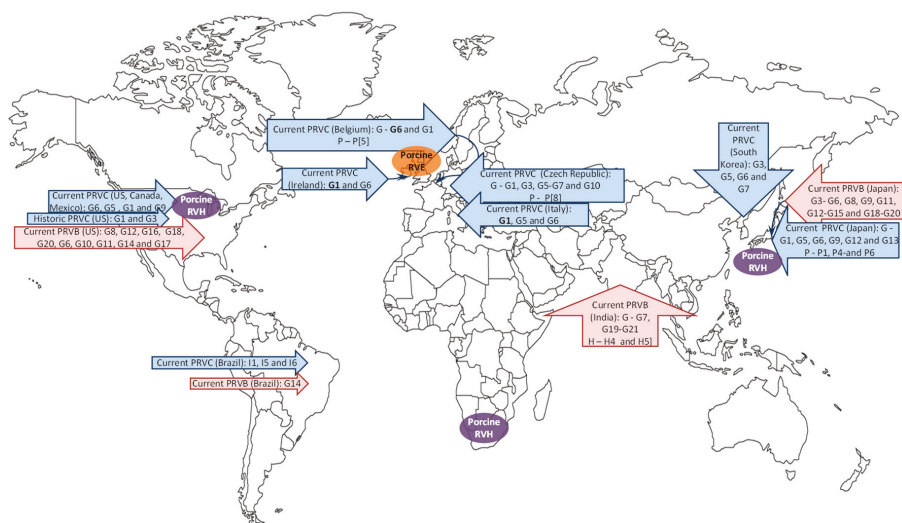 Current PRVC (Belgium): G - G6 and G1
P – P[5]
Porcine
RVE
Current PRVC
(Ireland): G1 and G6
Current PRVC (Czech Republic):
G - G1, G3, G5-G7 and G10
P - P[8]
Current PRVC (Italy):
G1, G5 and G6
Current
PRVC
(South
Korea): G3,
G5, G6 and
G7
Current PRVB (Japan):
G3- G6, G8, G9, G11,
G12-G15 and G18-G20
Current PRVC (Japan): G -
G1, G5, G6, G9, G12 and G13
P - P1, P4-and P6
Porcine
RVH
Current PRVC (US, Canada,
Mexico): G6, G5 , G1 and G9
Porcine
RVH
Historic PRVC (US): G1 and G3
Current PRVB (US): G8, G12, G16, G18,
G20, G6, G10, G11, G14 and G17
Current PRVB
(India): G - G7,
G19-G21
H – H4 and H5]
Current PRVC (Brazil): I1, I5 and I6
Current PRVB (Brazil): G14
Porcine
RVH